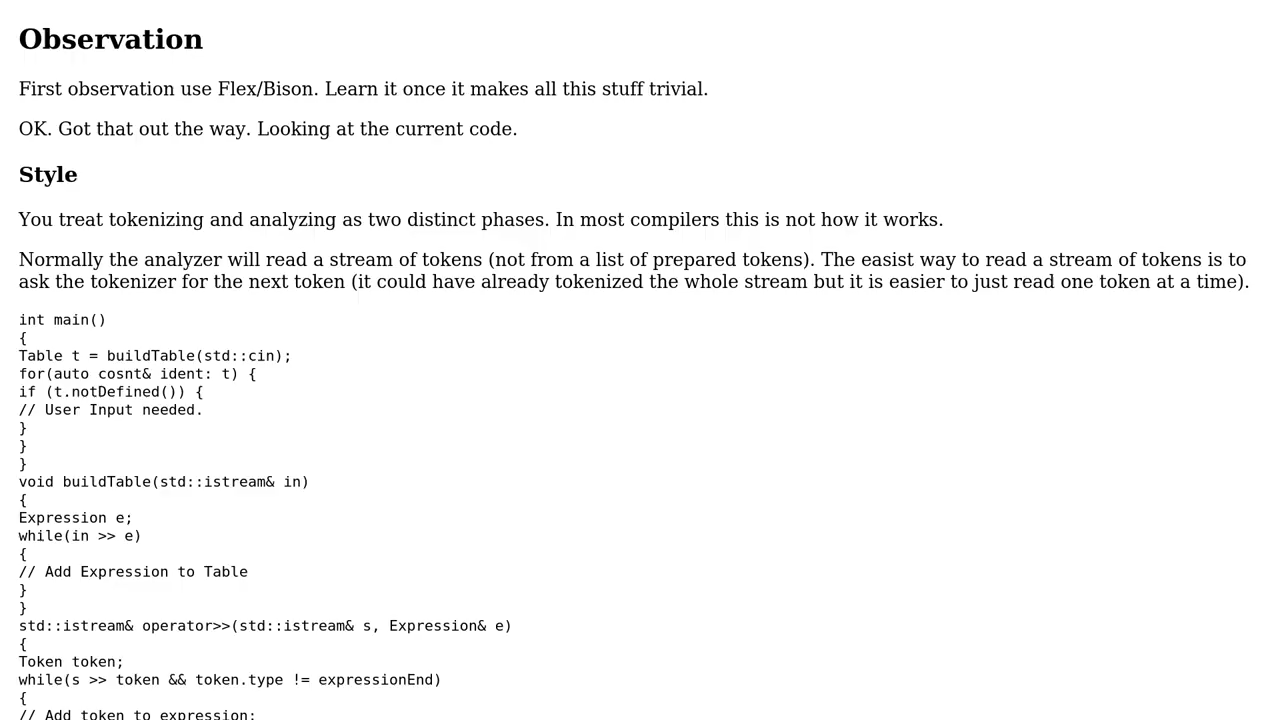 Observation
First observation use Flex/Bison. Learn it once it makes all this stuff trivial.
OK. Got that out the way. Looking at the current code.
Style
You treat tokenizing and analyzing as two distinct phases. In most compilers this is not how it works.
Normally the analyzer will read a stream of tokens (not from a list of prepared tokens). The easist way to read a stream of tokens is to
ask the tokenizer for the next token (it could have already tokenized the whole stream but it is easier to just read one token at a time).
int main()
{
Table t = buildTable(std::cin);
for(auto cosnt& ident: t) {
if (t.notDefined()) {
// User Input needed.
}
}
}
void buildTable(std::istream& in)
{
Expression e;
while(in >> e)
{
// Add Expression to Table
}
}
std::istream& operator>>(std::istream& s, Expression& e)
{
Token token;
while(s >> token && token.type != expressionEnd)
{
// Add token to expression;